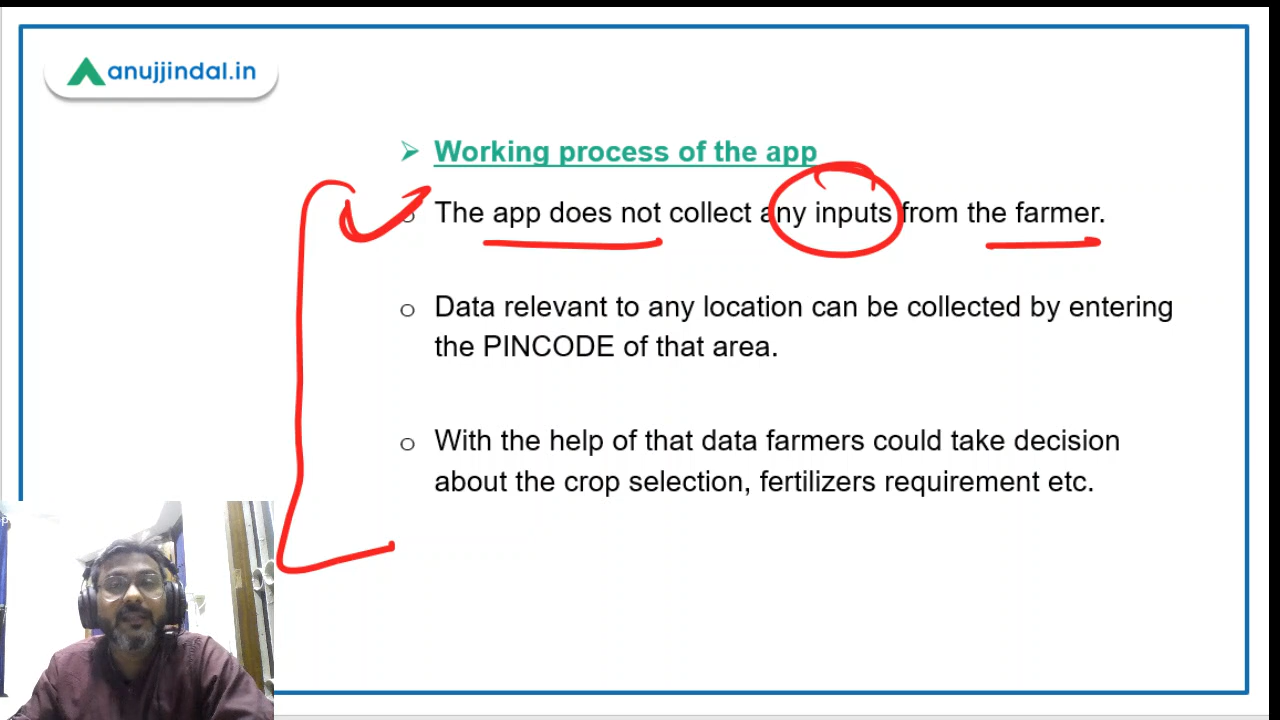 anujjindal.in
➢ Working process of the app
o The app does not collect any inputs from the farmer.
o Data relevant to any location can be collected by entering
the PINCODE of that area.
o With the help of that data farmers could take decision
about the crop selection, fertilizers requirement etc.